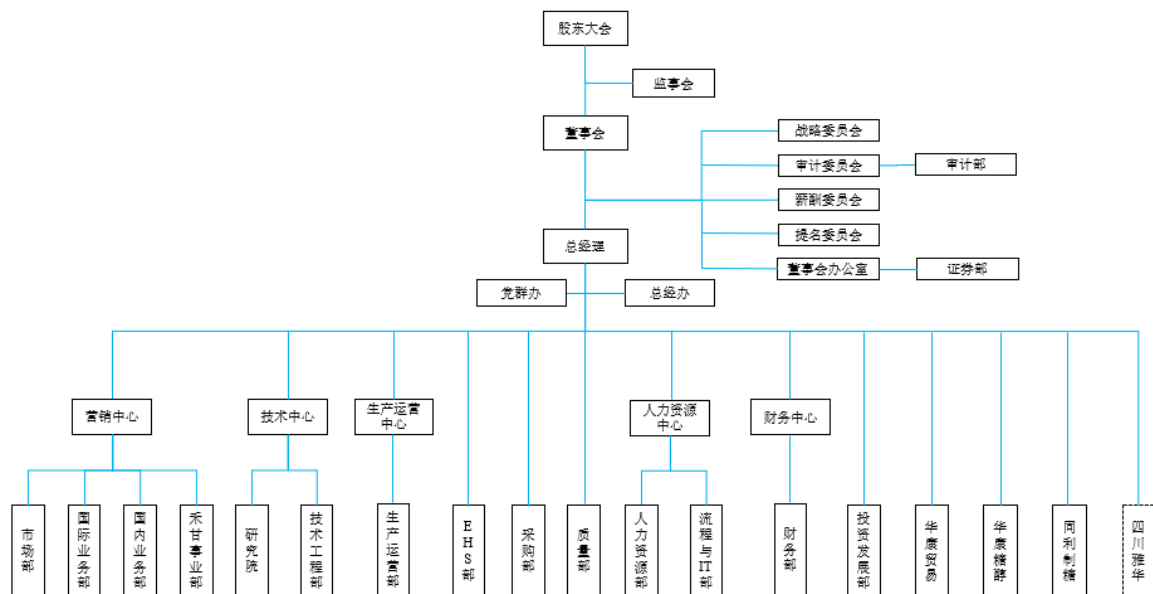 股东大会
监事会
董事会
战略委员会
审计委员会
审计部
薪酬委员会
提名委员会
总经理
董事会办公室
证券部
党群办
总经办
营销中心
技术中心
生产运营
中心
人力资源
中心
财务中心
市场部
国际业务部
国内业务部
禾甘事业部
研究院
技术工程部
生产运营部
EHS部
采购部
质量部
人力资源部
流程与IT部
财务部
投资发展部
华康贸易
华康糖醇
同利制糖
四川雅华